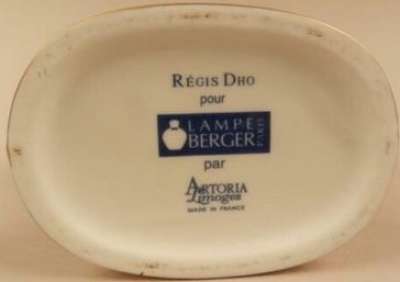 RÉGIS DHO
pour
LAMPE
BERGER
PARIS
par
ARTORIA
Limoges
MADE IN FRANCE